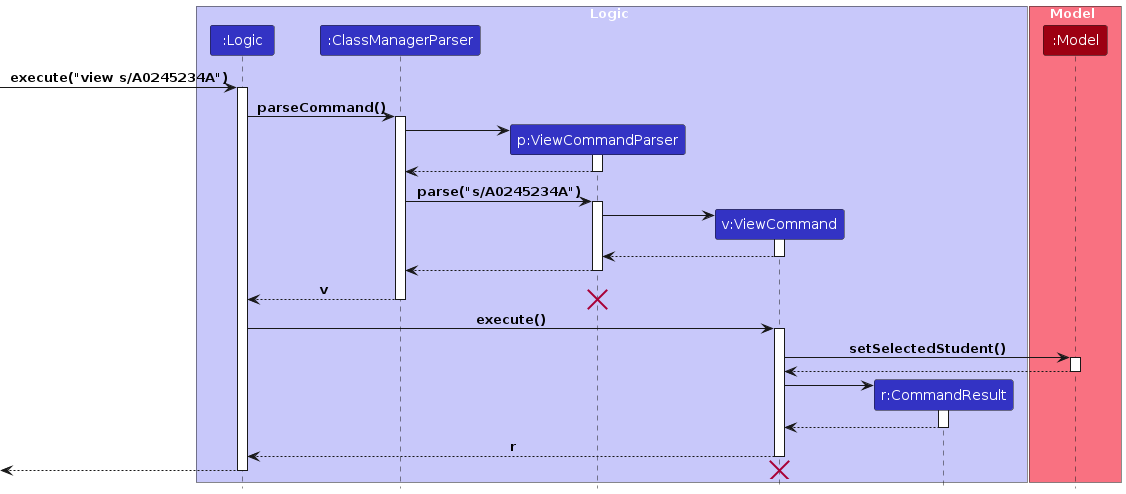 Logic
Model
:Logic
:ClassManagerParser
:Model
execute("view s/A0245234A")
parseCommand()
p:ViewCommandParser
parse("s/A0245234A")
v:ViewCommand
v
execute()
setSelectedStudent()
r:CommandResult
r